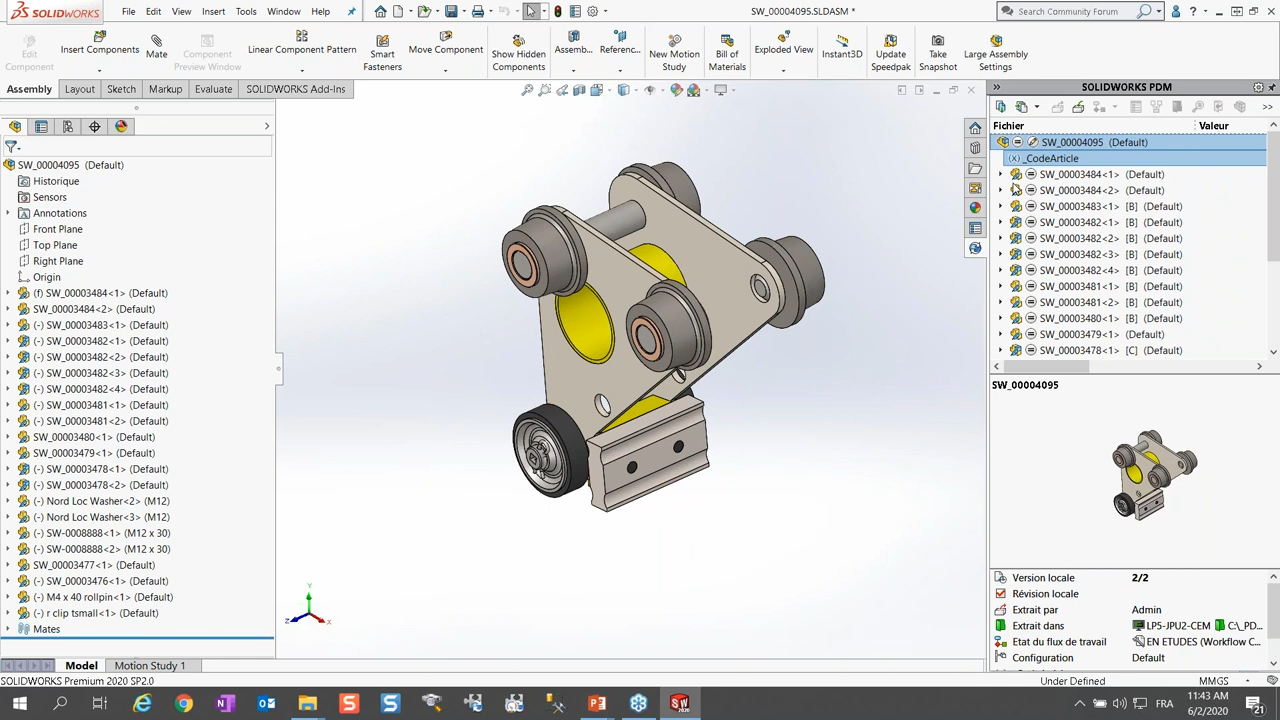 SOLIDWORKS File Edit View Insert Tools Window Help SW_00004095.SLDASM * Search Community Forum
Edit Component
Insert Components
Mate
Component Preview Window
Linear Component Pattern
Smart Fasteners
Move Component
Show Hidden Components
Assemb...
Referenc...
New Motion Study
Bill of Materials
Exploded View
Instant3D
Update Speedpak
Take Snapshot
Large Assembly Settings
Assembly Layout Sketch Markup Evaluate SOLIDWORKS Add-Ins
SW_00004095 (Default)
Historique
Sensors
Annotations
Front Plane
Top Plane
Right Plane
Origin
(f) SW_00003484<1> (Default)
SW_00003484<2> (Default)
(-) SW_00003483<1> (Default)
(-) SW_00003482<1> (Default)
(-) SW_00003482<2> (Default)
(-) SW_00003482<3> (Default)
(-) SW_00003482<4> (Default)
(-) SW_00003481<1> (Default)
(-) SW_00003481<2> (Default)
SW_00003480<1> (Default)
SW_00003479<1> (Default)
(-) SW_00003478<1> (Default)
(-) SW_00003478<2> (Default)
(-) Nord Loc Washer<2> (M12)
(-) Nord Loc Washer<3> (M12)
(-) SW-0008888<1> (M12 x 30)
(-) SW-0008888<2> (M12 x 30)
SW_00003477<1> (Default)
(-) SW_00003476<1> (Default)
(-) M4 x 40 rollpin<1> (Default)
(-) r clip tsmall<1> (Default)
Mates
Y
Z
X
SOLIDWORKS PDM
Fichier Valeur
SW_00004095 (Default)
(x) _CodeArticle
SW_00003484<1> (Default)
SW_00003484<2> (Default)
SW_00003483<1> [B] (Default)
SW_00003482<1> [B] (Default)
SW_00003482<2> [B] (Default)
SW_00003482<3> [B] (Default)
SW_00003482<4> [B] (Default)
SW_00003481<1> [B] (Default)
SW_00003481<2> [B] (Default)
SW_00003480<1> [B] (Default)
SW_00003479<1> (Default)
SW_00003478<1> [C] (Default)
SW_00004095
Version locale 2/2
Révision locale
Extrait par Admin
Extrait dans LP5-JPU2-CEM C:\_PD...
Etat du flux de travail EN ETUDES (Workflow C...
Configuration Default
Model Motion Study 1
SOLIDWORKS Premium 2020 SP2.0 Under Defined MMGS
FRA
11:43 AM
6/2/2020
21